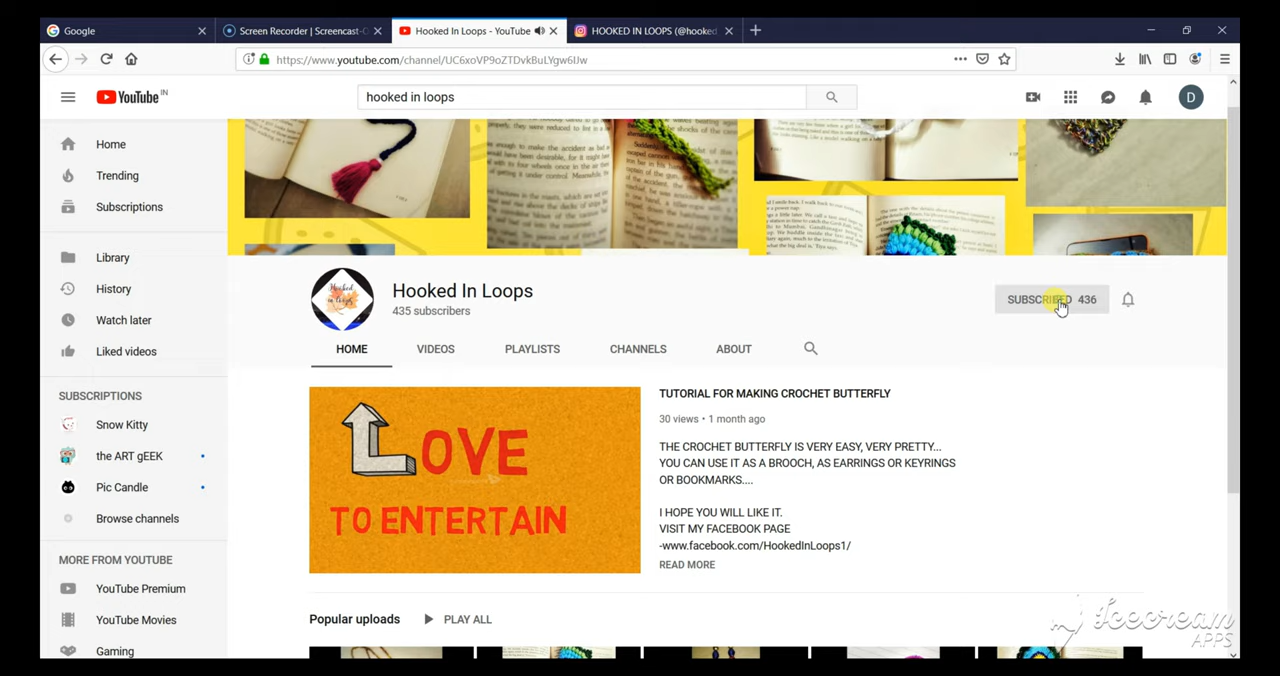 Google
Screen Recorder | Screencast-O
Hooked In Loops - YouTube
HOOKED IN LOOPS (@hooked
https://www.youtube.com/channel/UC6xoVP9oZTDvkBuLYgw6IJw
YouTube IN
hooked in loops
D
Home
Trending
Subscriptions
Library
History
Watch later
Liked videos
SUBSCRIPTIONS
Snow Kitty
the ART gEEK
Pic Candle
Browse channels
MORE FROM YOUTUBE
YouTube Premium
YouTube Movies
Gaming
Hooked in loops
Hooked In Loops
435 subscribers
SUBSCRIBED 436
HOME
VIDEOS
PLAYLISTS
CHANNELS
ABOUT
LOVE
TO ENTERTAIN
TUTORIAL FOR MAKING CROCHET BUTTERFLY
30 views • 1 month ago
THE CROCHET BUTTERFLY IS VERY EASY, VERY PRETTY...
YOU CAN USE IT AS A BROOCH, AS EARRINGS OR KEYRINGS
OR BOOKMARKS....
I HOPE YOU WILL LIKE IT.
VISIT MY FACEBOOK PAGE
-www.facebook.com/HookedInLoops1/
READ MORE
Popular uploads
PLAY ALL
Icecream
APPS